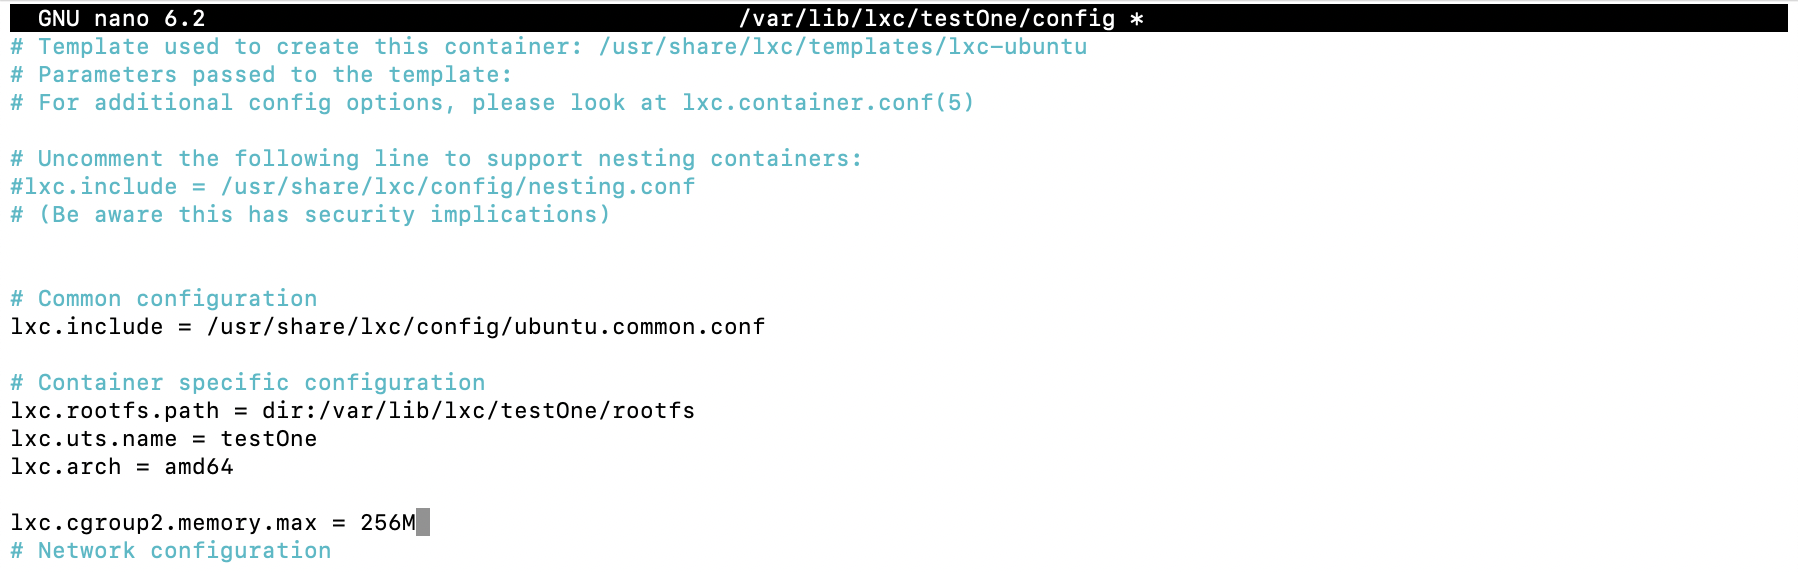 GNU nano 6.2 /var/lib/lxc/testOne/config *
# Template used to create this container: /usr/share/lxc/templates/lxc-ubuntu
# Parameters passed to the template:
# For additional config options, please look at lxc.container.conf(5)
# Uncomment the following line to support nesting containers:
#lxc.include = /usr/share/lxc/config/nesting.conf
# (Be aware this has security implications)
# Common configuration
lxc.include = /usr/share/lxc/config/ubuntu.common.conf
# Container specific configuration
lxc.rootfs.path = dir:/var/lib/lxc/testOne/rootfs
lxc.uts.name = testOne
lxc.arch = amd64
lxc.cgroup2.memory.max = 256M
# Network configuration